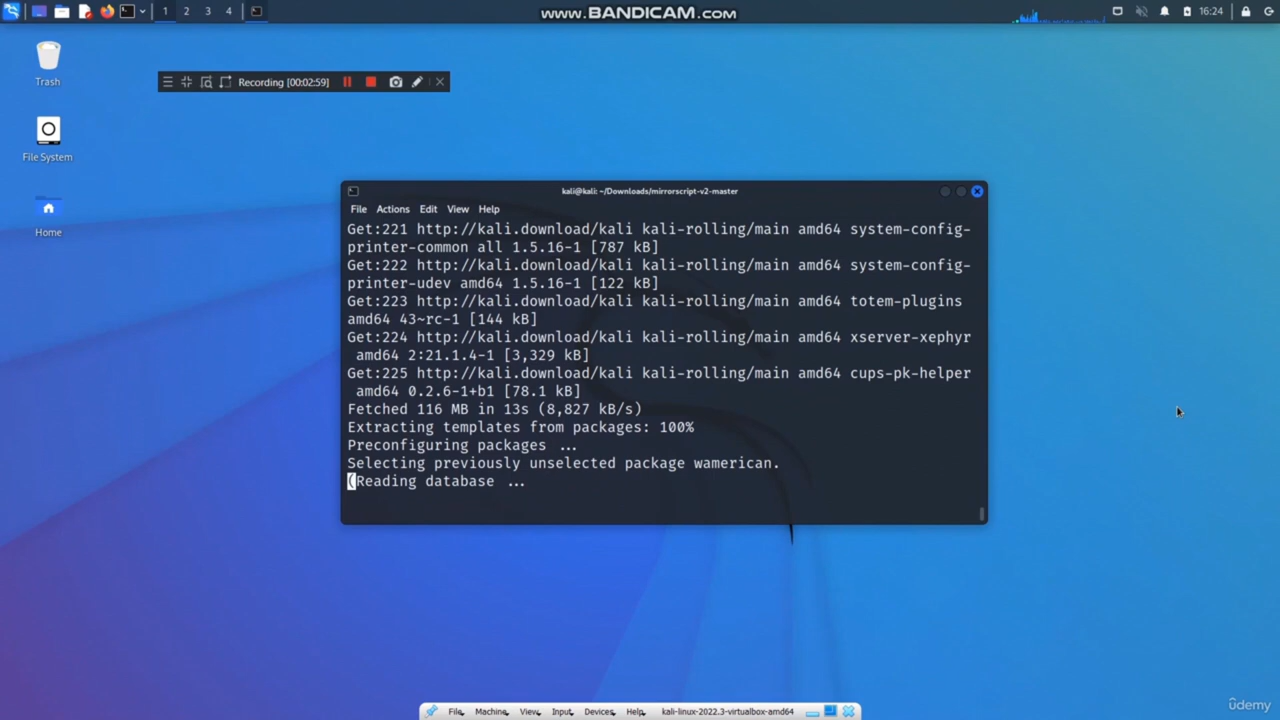 1 2 3 4
www.BANDICAM.com
16:24
Trash
Recording [00:02:59]
File System
Home
kali@kali: ~/Downloads/mirrorscript-v2-master
File Actions Edit View Help
Get:221 http://kali.download/kali kali-rolling/main amd64 system-config-
printer-common all 1.5.16-1 [787 kB]
Get:222 http://kali.download/kali kali-rolling/main amd64 system-config-
printer-udev amd64 1.5.16-1 [122 kB]
Get:223 http://kali.download/kali kali-rolling/main amd64 totem-plugins
amd64 43~rc-1 [144 kB]
Get:224 http://kali.download/kali kali-rolling/main amd64 xserver-xephyr
amd64 2:21.1.4-1 [3,329 kB]
Get:225 http://kali.download/kali kali-rolling/main amd64 cups-pk-helper
amd64 0.2.6-1+b1 [78.1 kB]
Fetched 116 MB in 13s (8,827 kB/s)
Extracting templates from packages: 100%
Preconfiguring packages ...
Selecting previously unselected package wamerican.
(Reading database ...
ûdemy
File Machine View Input Devices Help kali-linux-2022.3-virtualbox-amd64